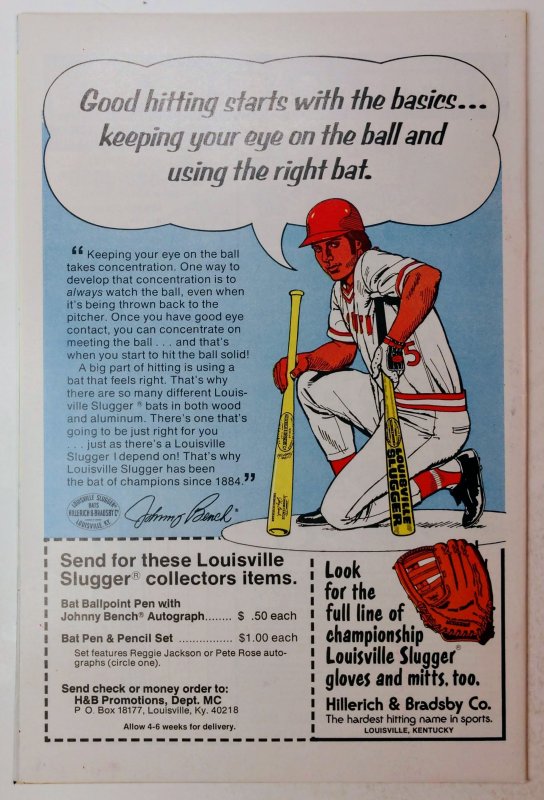 Good hitting starts with the basics...
keeping your eye on the ball and
using the right bat.
“ Keeping your eye on the ball
takes concentration. One way to
develop that concentration is to
always watch the ball, even when
it's being thrown back to the
pitcher. Once you have good eye
contact, you can concentrate on
meeting the ball . . . and that's
when you start to hit the ball solid!
A big part of hitting is using a
bat that feels right. That's why
there are so many different Louis-
ville Slugger® bats in both wood
and aluminum. There's one that's
going to be just right for you
. . . just as there's a Louisville
Slugger I depend on! That's why
Louisville Slugger has been
the bat of champions since 1884.”
LOUISVILLE SLUGGER
BATS
HILLERICH & BRADSBY Co
LOUISVILLE, KY.
Johnny Bench®
5
LOUISVILLE
SLUGGER
Send for these Louisville
Slugger® collectors items.
Bat Ballpoint Pen with
Johnny Bench® Autograph........ $ .50 each
Bat Pen & Pencil Set ................ $1.00 each
Set features Reggie Jackson or Pete Rose auto-
graphs (circle one).
Send check or money order to:
H&B Promotions, Dept. MC
P. O. Box 18177, Louisville, Ky. 40218
Allow 4-6 weeks for delivery.
Look
for the
full line of
championship
Louisville Slugger®
gloves and mitts, too.
Hillerich & Bradsby Co.
The hardest hitting name in sports.
LOUISVILLE, KENTUCKY